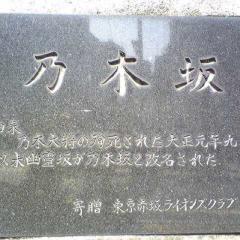 乃木坂
由来
乃木大将の殉死された大正元年九
以来幽霊坂が乃木坂と改名された
寄贈 東京赤坂ライオンズクラブ